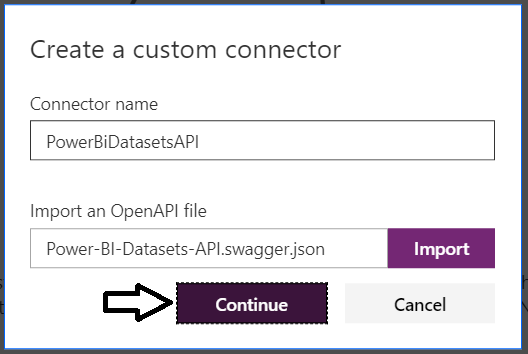 Create a custom connector
Connector name
PowerBiDatasetsAPI
Import an OpenAPI file
Power-BI-Datasets-API.swagger.json Import
Continue Cancel